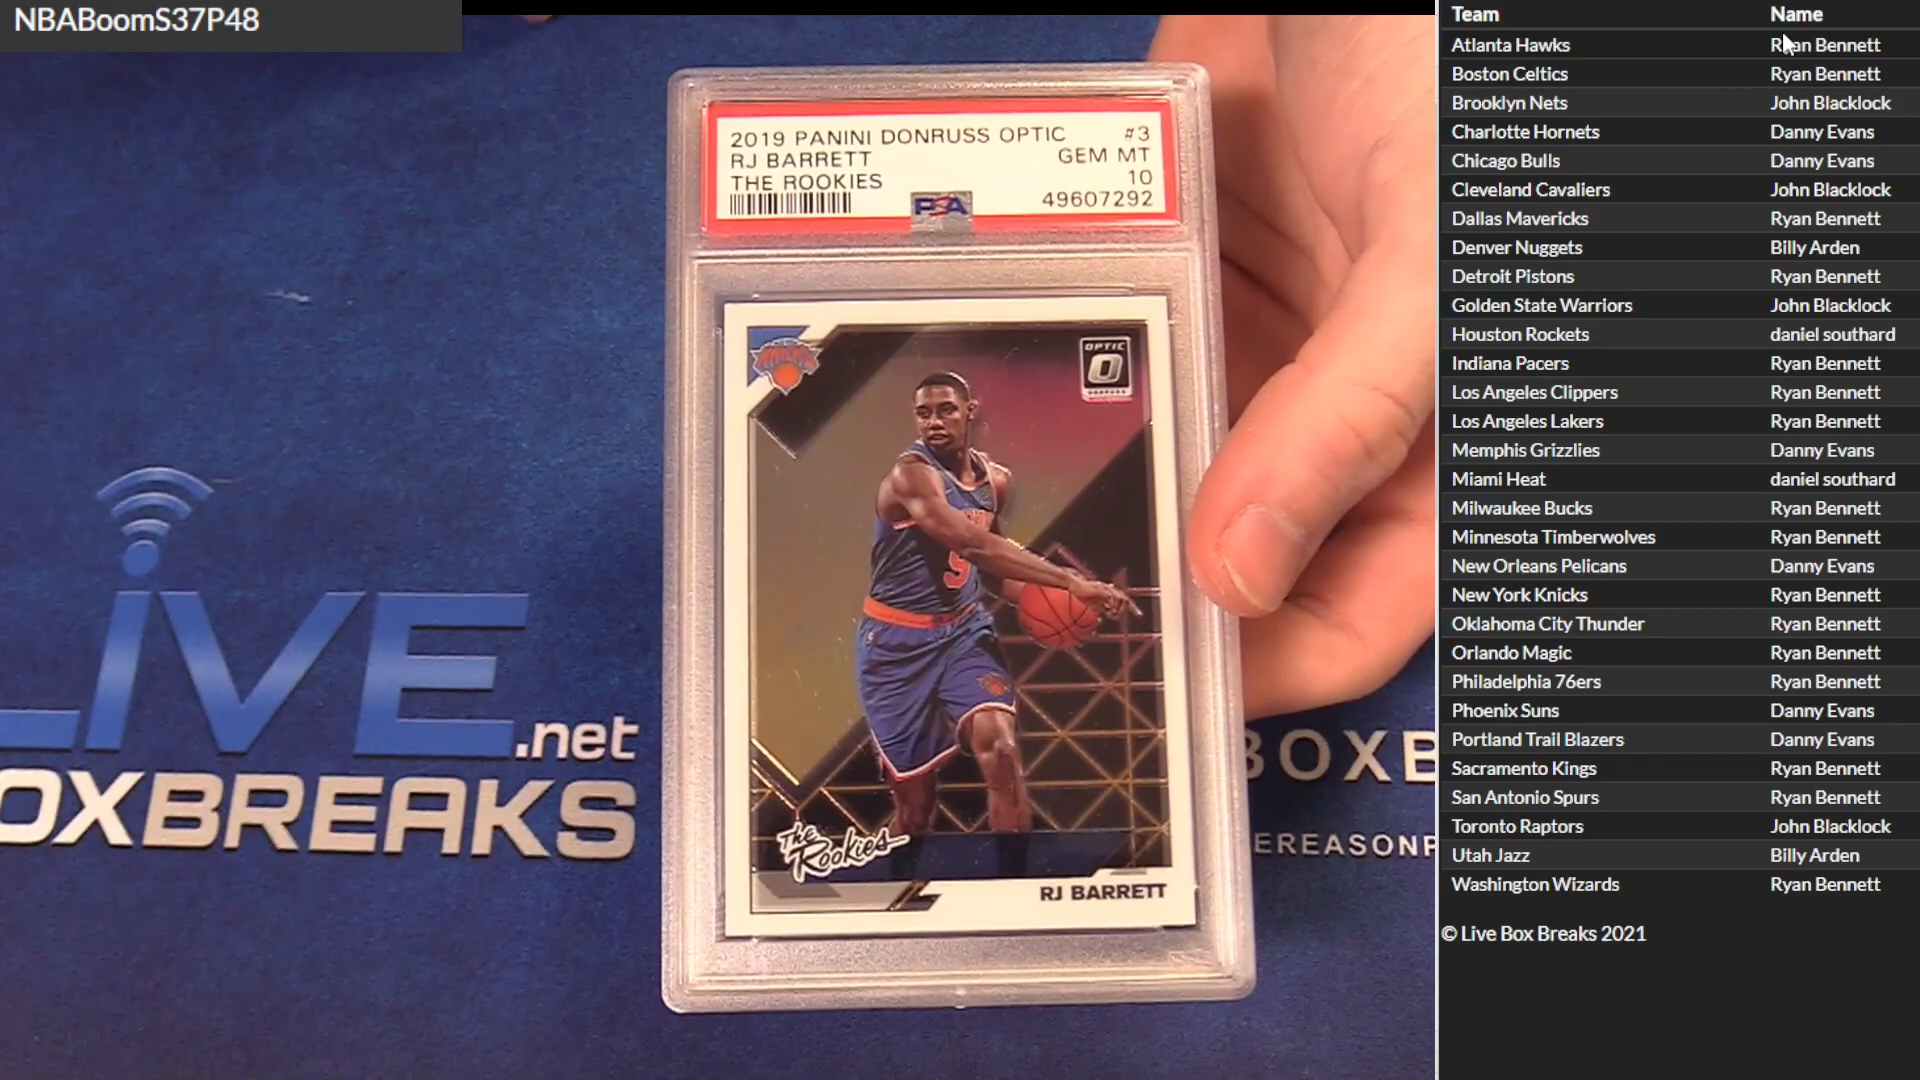 NBABoomS37P48
2019 PANINI DONRUSS OPTIC #3
RJ BARRETT GEM MT
THE ROOKIES 10
PSA 49607292
OPTIC
O
DONRUSS
9
The
Rookies
RJ BARRETT
LIVE
.net
OXBREAKS
BOXB
EREASONP
Team Name
Atlanta Hawks Ryan Bennett
Boston Celtics Ryan Bennett
Brooklyn Nets John Blacklock
Charlotte Hornets Danny Evans
Chicago Bulls Danny Evans
Cleveland Cavaliers John Blacklock
Dallas Mavericks Ryan Bennett
Denver Nuggets Billy Arden
Detroit Pistons Ryan Bennett
Golden State Warriors John Blacklock
Houston Rockets daniel southard
Indiana Pacers Ryan Bennett
Los Angeles Clippers Ryan Bennett
Los Angeles Lakers Ryan Bennett
Memphis Grizzlies Danny Evans
Miami Heat daniel southard
Milwaukee Bucks Ryan Bennett
Minnesota Timberwolves Ryan Bennett
New Orleans Pelicans Danny Evans
New York Knicks Ryan Bennett
Oklahoma City Thunder Ryan Bennett
Orlando Magic Ryan Bennett
Philadelphia 76ers Ryan Bennett
Phoenix Suns Danny Evans
Portland Trail Blazers Danny Evans
Sacramento Kings Ryan Bennett
San Antonio Spurs Ryan Bennett
Toronto Raptors John Blacklock
Utah Jazz Billy Arden
Washington Wizards Ryan Bennett
© Live Box Breaks 2021